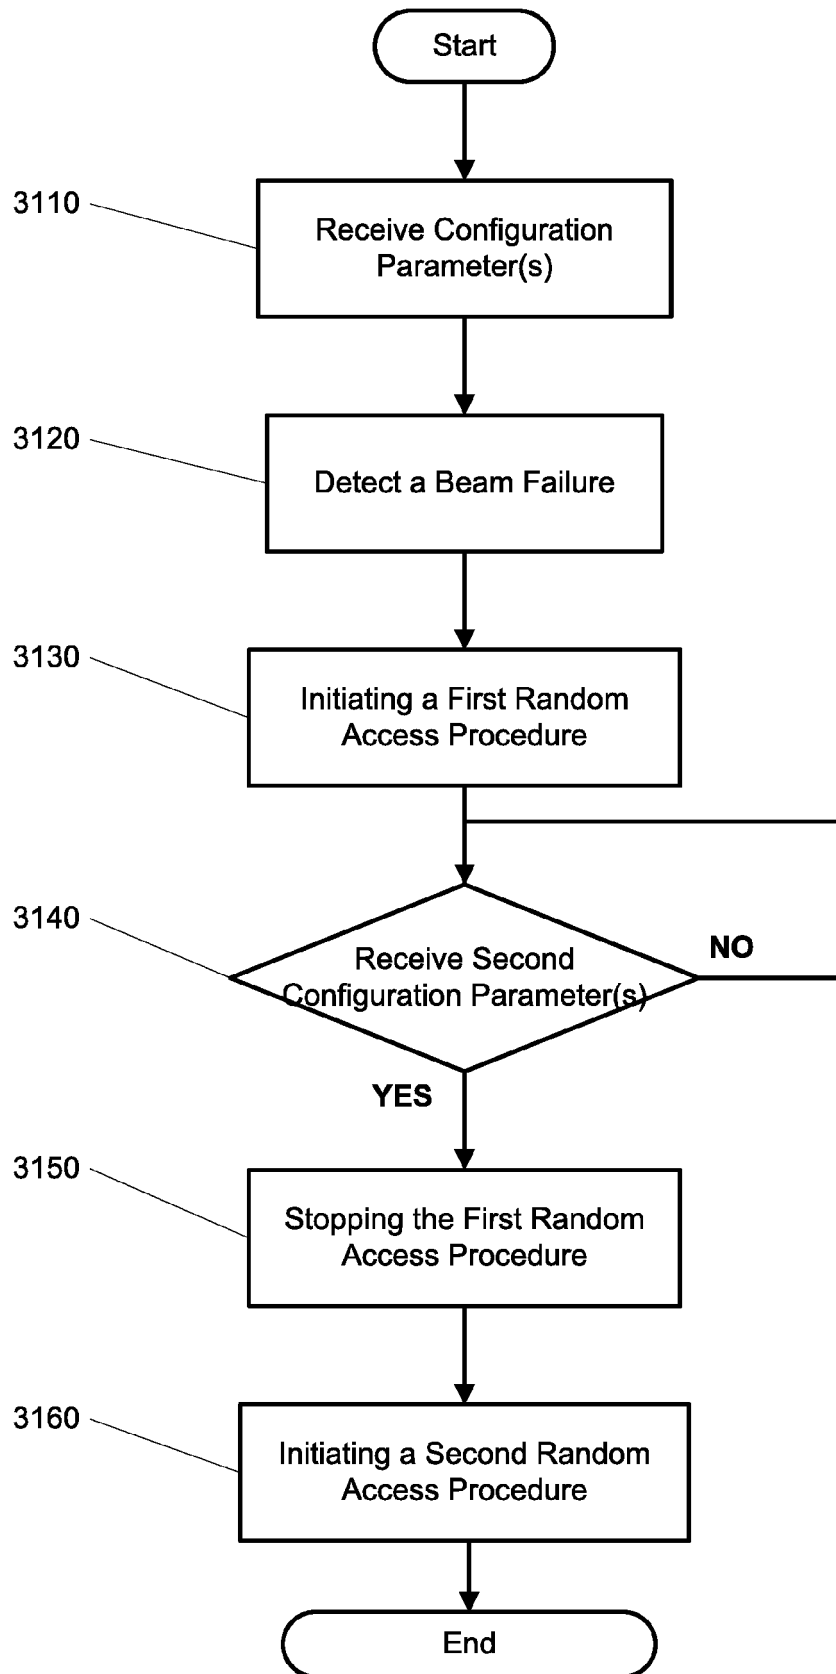 Start
3110
Receive Configuration
Parameter(s)
3120
Detect a Beam Failure
3130
Initiating a First Random
Access Procedure
3140
Receive Second
Configuration Parameter(s)
NO
YES
3150
Stopping the First Random
Access Procedure
3160
Initiating a Second Random
Access Procedure
End